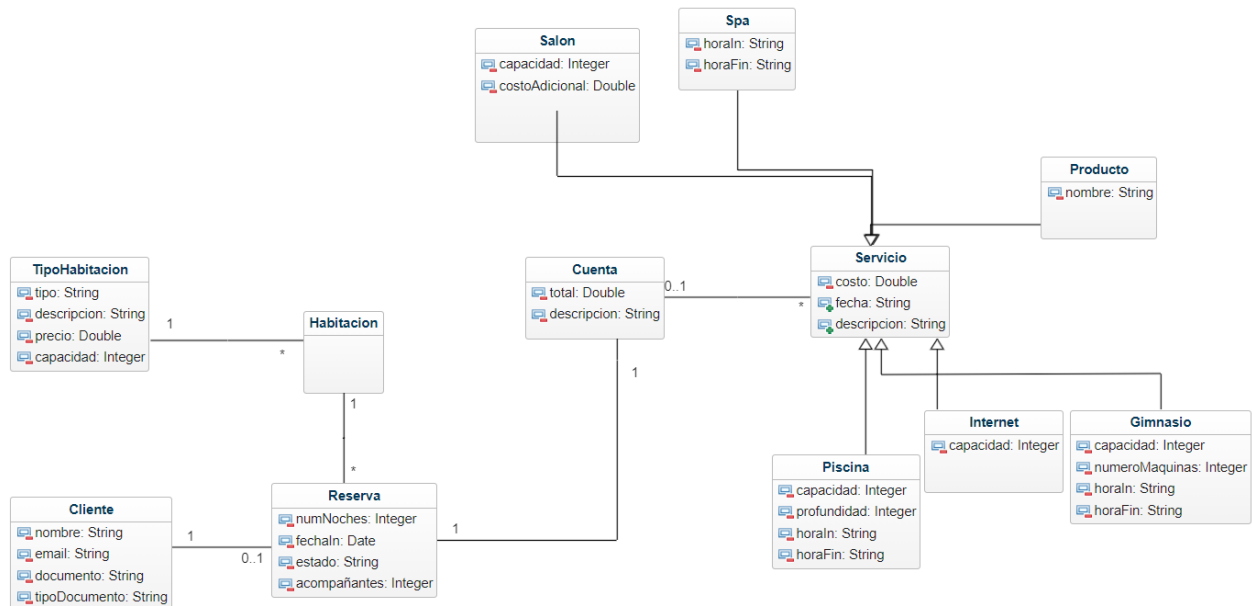 Spa
horaIn: String
horaFin: String
Salon
capacidad: Integer
costoAdicional: Double
Producto
nombre: String
TipoHabitacion
tipo: String
descripcion: String
precio: Double
capacidad: Integer
1
*
Habitacion
1
*
Cuenta
total: Double
descripcion: String
0..1
*
1
Servicio
costo: Double
fecha: String
descripcion: String
Cliente
nombre: String
email: String
documento: String
tipoDocumento: String
1
0..1
Reserva
numNoches: Integer
fechaIn: Date
estado: String
acompañantes: Integer
1
Piscina
capacidad: Integer
profundidad: Integer
horaIn: String
horaFin: String
Internet
capacidad: Integer
Gimnasio
capacidad: Integer
numeroMaquinas: Integer
horaIn: String
horaFin: String